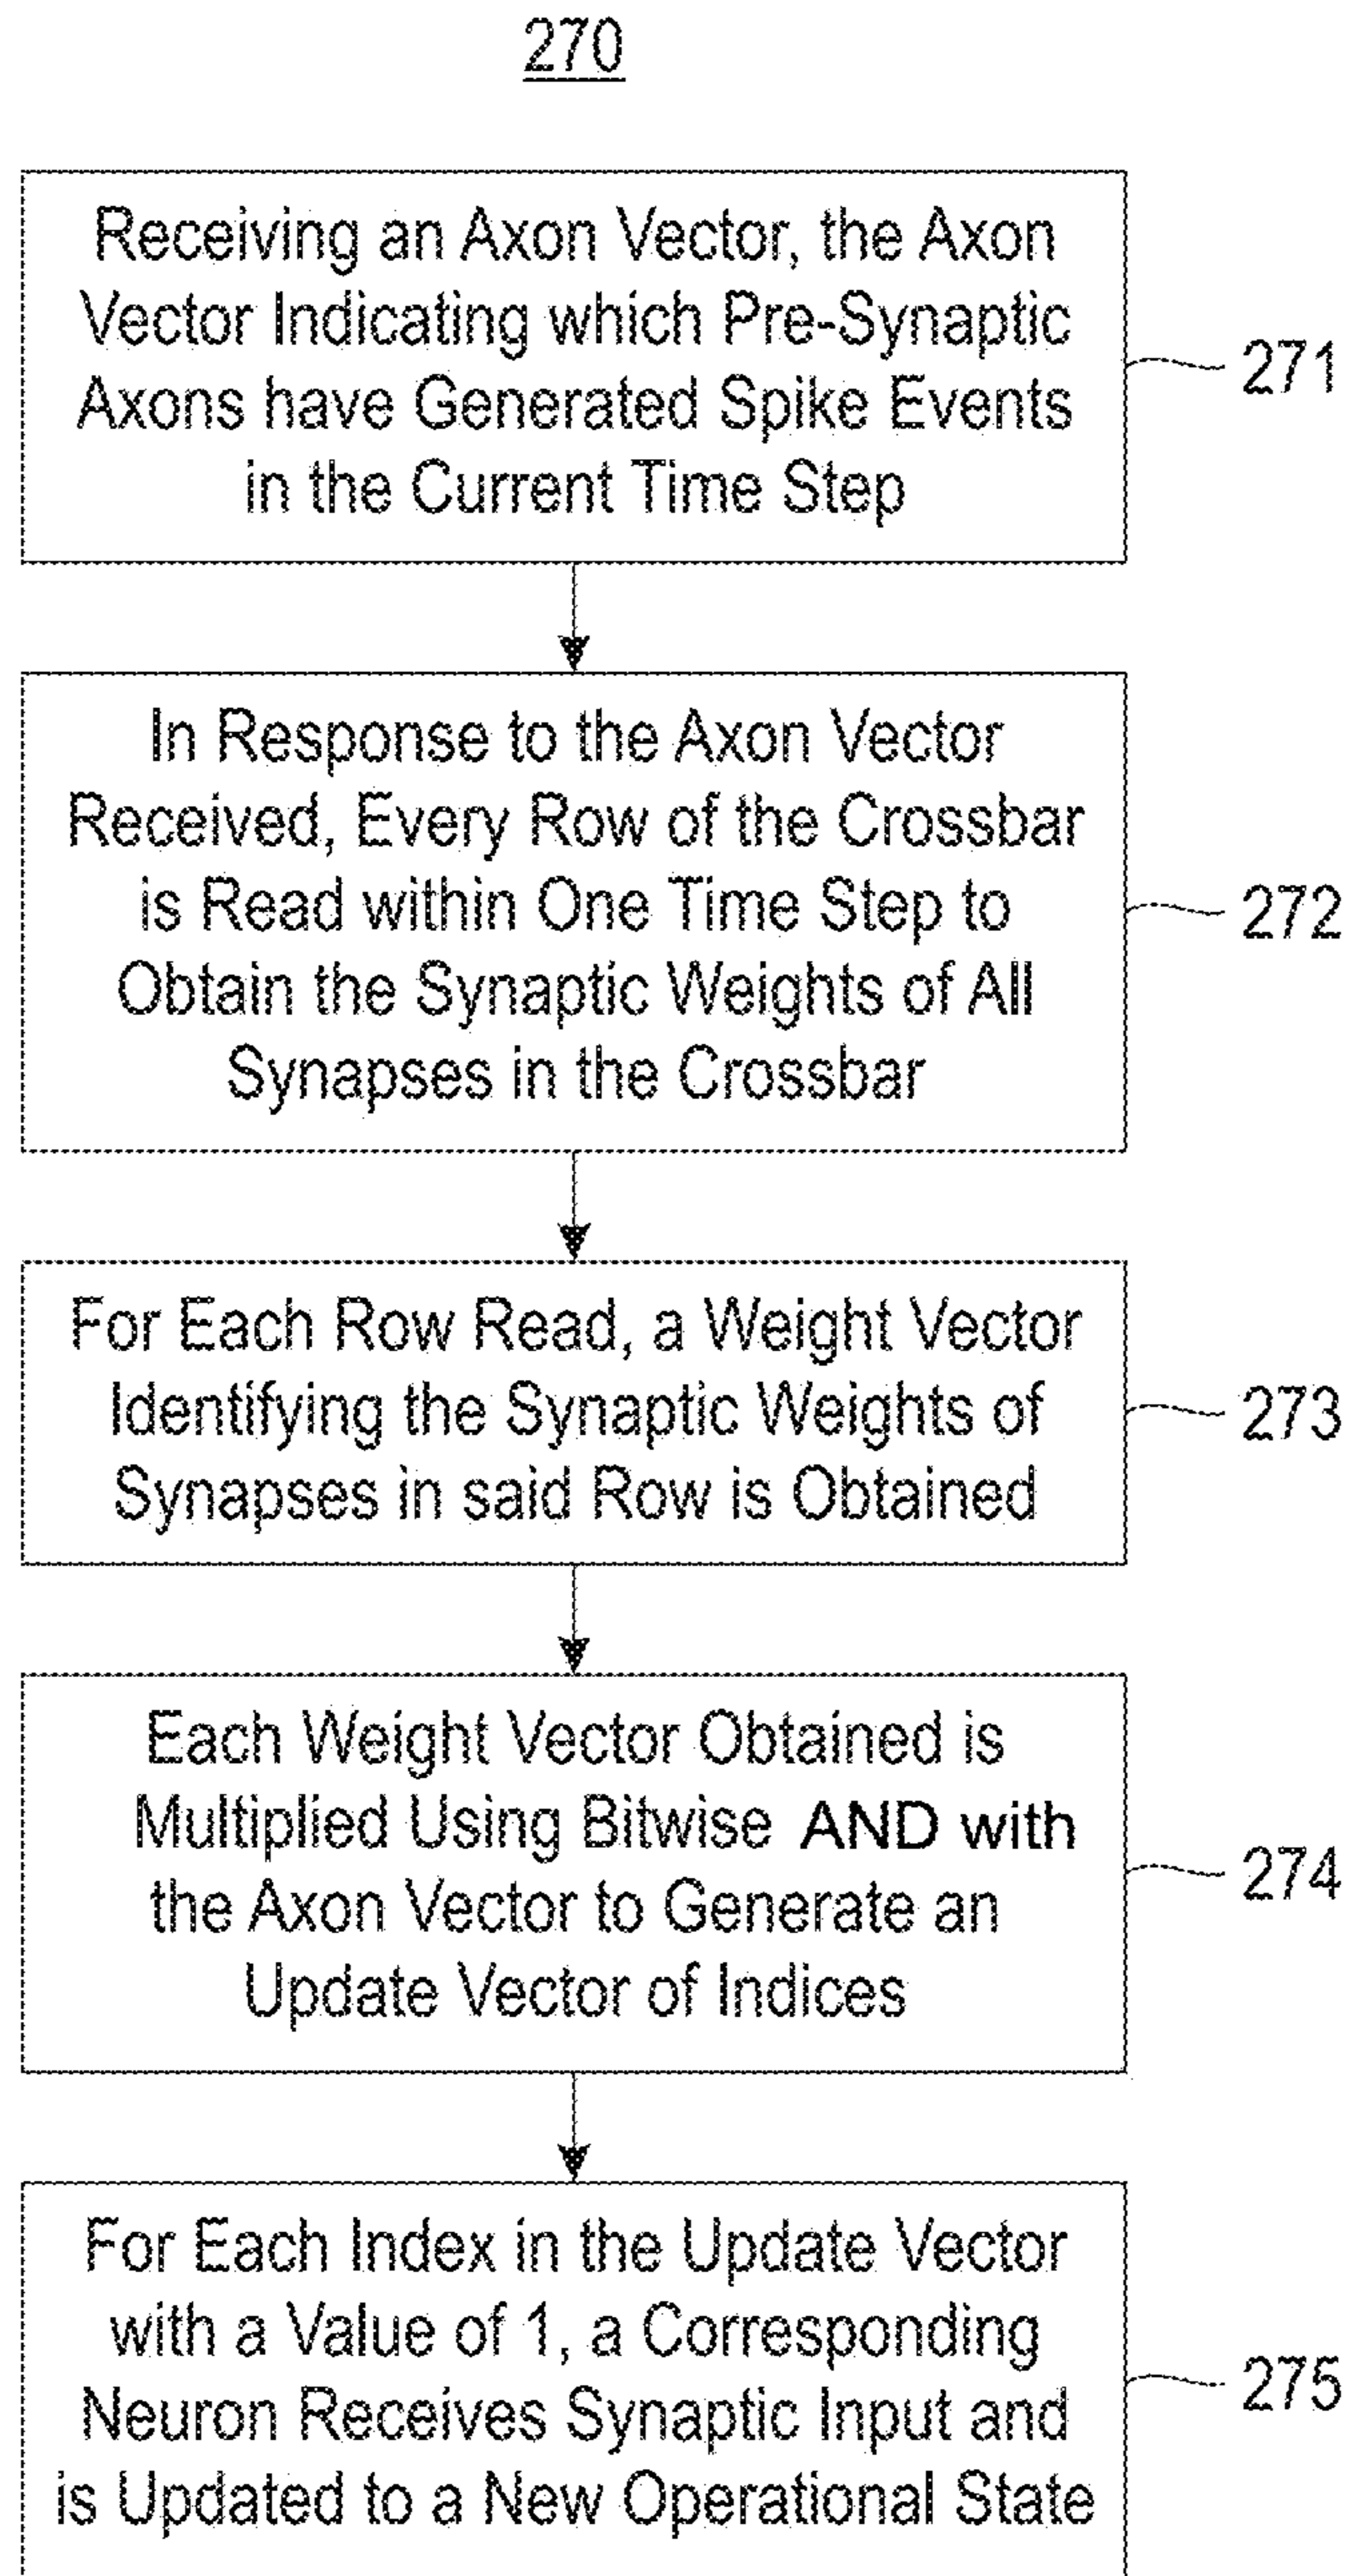 270
Receiving an Axon Vector, the Axon
Vector Indicating which Pre-Synaptic
Axons have Generated Spike Events
in the Current Time Step
271
In Response to the Axon Vector
Received, Every Row of the Crossbar
is Read within One Time Step to
Obtain the Synaptic Weights of All
Synapses in the Crossbar
272
For Each Row Read, a Weight Vector
Identifying the Synaptic Weights of
Synapses in said Row is Obtained
273
Each Weight Vector Obtained is
Multiplied Using Bitwise AND with
the Axon Vector to Generate an
Update Vector of Indices
274
For Each Index in the Update Vector
with a Value of 1, a Corresponding
Neuron Receives Synaptic Input and
is Updated to a New Operational State
275